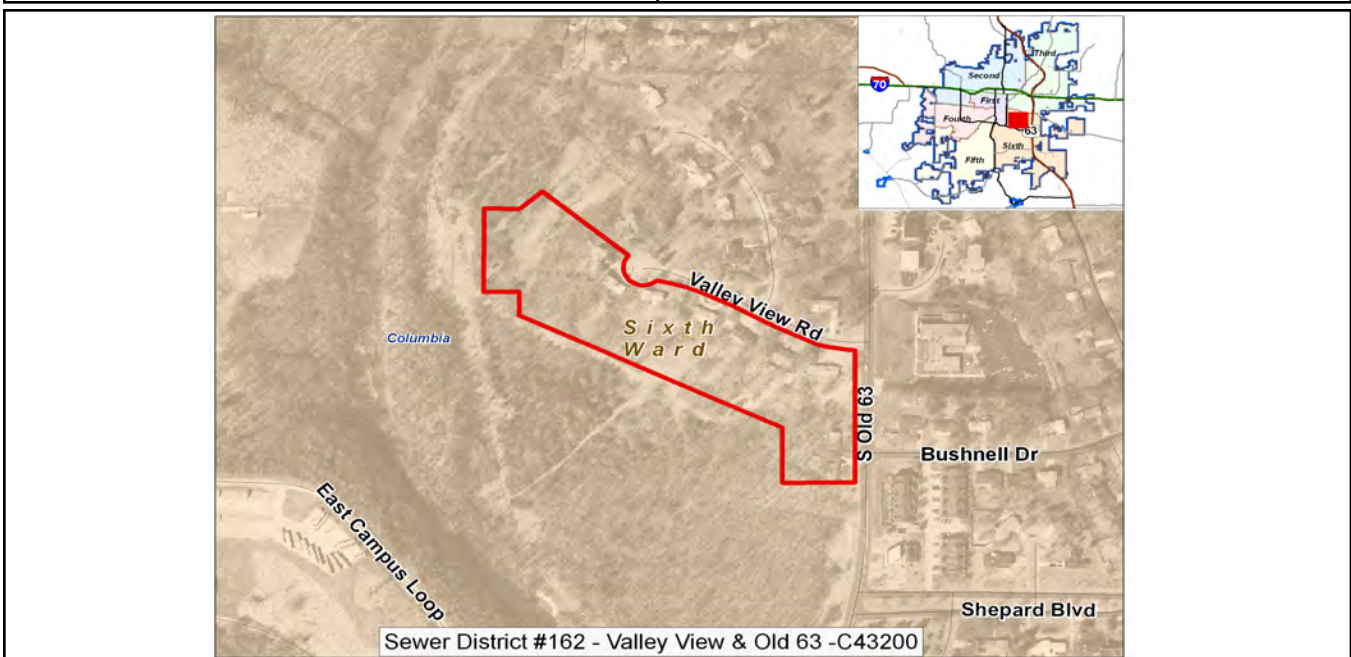 Third
Second
70
First
Fourth
63
Sixth
Fifth
Valley View Rd
Sixth
Ward
Columbia
S Old 63
Bushnell Dr
East Campus Loop
Shepard Blvd
Sewer District #162 - Valley View & Old 63 -C43200